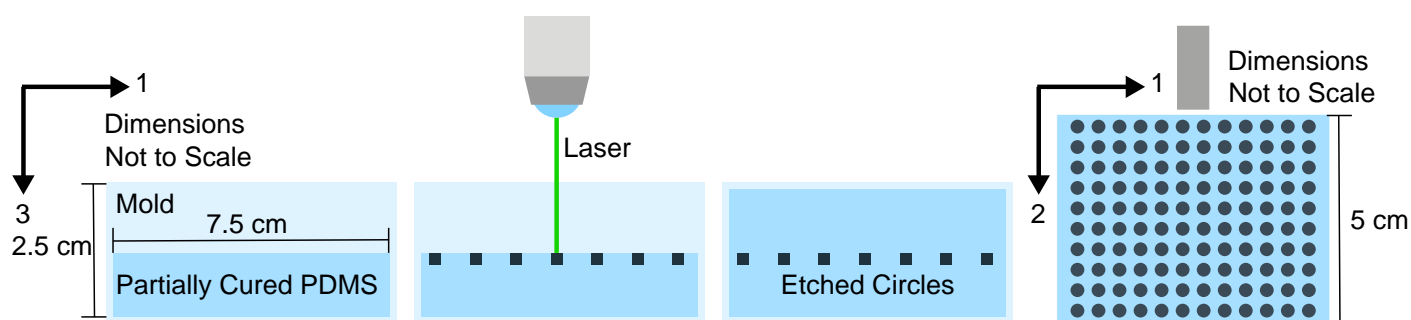 1
Dimensions
Not to Scale
3
2.5 cm
Mold
7.5 cm
Partially Cured PDMS
Laser
Etched Circles
1
Dimensions
Not to Scale
2
5 cm